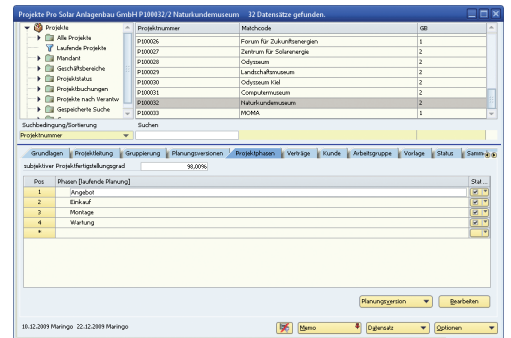 Projekte Pro Solar Anlagenbau GmbH P100032/2 Naturkundemuseum 32 Datensätze gefunden.
Projekte
Alle Projekte
Laufende Projekte
Mandant
Geschäftsbereiche
Projektstatus
Projektbuchungen
Projekte nach Verantw
Gespeicherte Suche
Projektnummer Matchcode GB
P100026 Forum für Zukunftsenergien
P100027 Zentrum für Solarenergie 2
P100028 Odysseum 2
P100029 Landschaftsmuseum 2
P100030 Odysseum Kiel 2
P100031 Computermuseum 2
P100032 Naturkundemuseum 2
P100033 MOMA 1
Suchbedingung/Sortierung Suchen
Projektnummer
Grundlagen Projektleitung Gruppierung Planungsversionen Projektphasen Verträge Kunde Arbeitsgruppe Vorlage Status Samm
subjektiver Projektfertigstellungsgrad 98,00%
Pos Phasen [laufende Planung] Stat ...
1 Angebot
2 Einkauf
3 Montage
4 Wartung
*
Planungsversion Bearbeiten
10.12.2009 Maringo 22.12.2009 Maringo Memo Datensatz Optionen